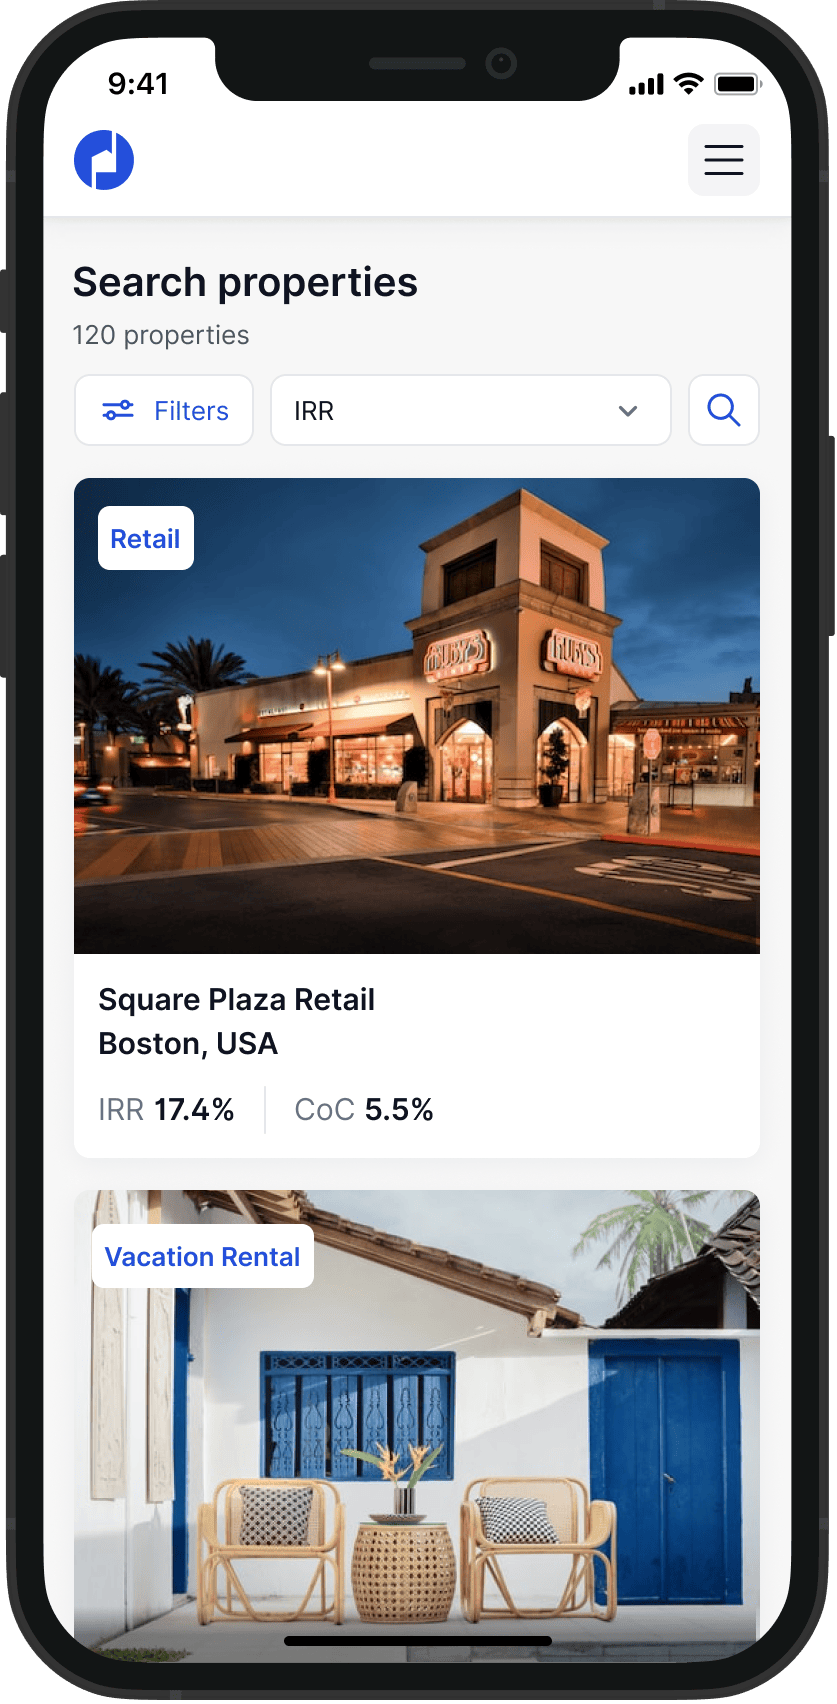 9:41
Search properties
120 properties
Filters
IRR
Retail
RUBY'S
RUBY'S
DINER
Square Plaza Retail
Boston, USA
IRR 17.4%
CoC 5.5%
Vacation Rental